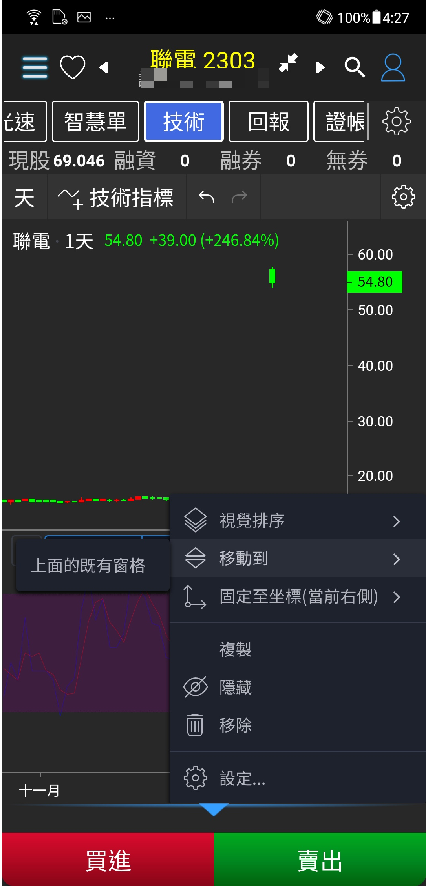 100% 4:27
聯電 2303
光速 智慧單 技術 回報 證帳
現股 69.046 融資 0 融券 0 無券 0
天 技術指標
聯電 · 1天 54.80 +39.00 (+246.84%)
60.00
54.80
50.00
40.00
30.00
20.00
視覺排序
移動到
上面的既有窗格
固定至坐標(當前右側)
複製
隱藏
移除
設定...
十一月
買進 賣出